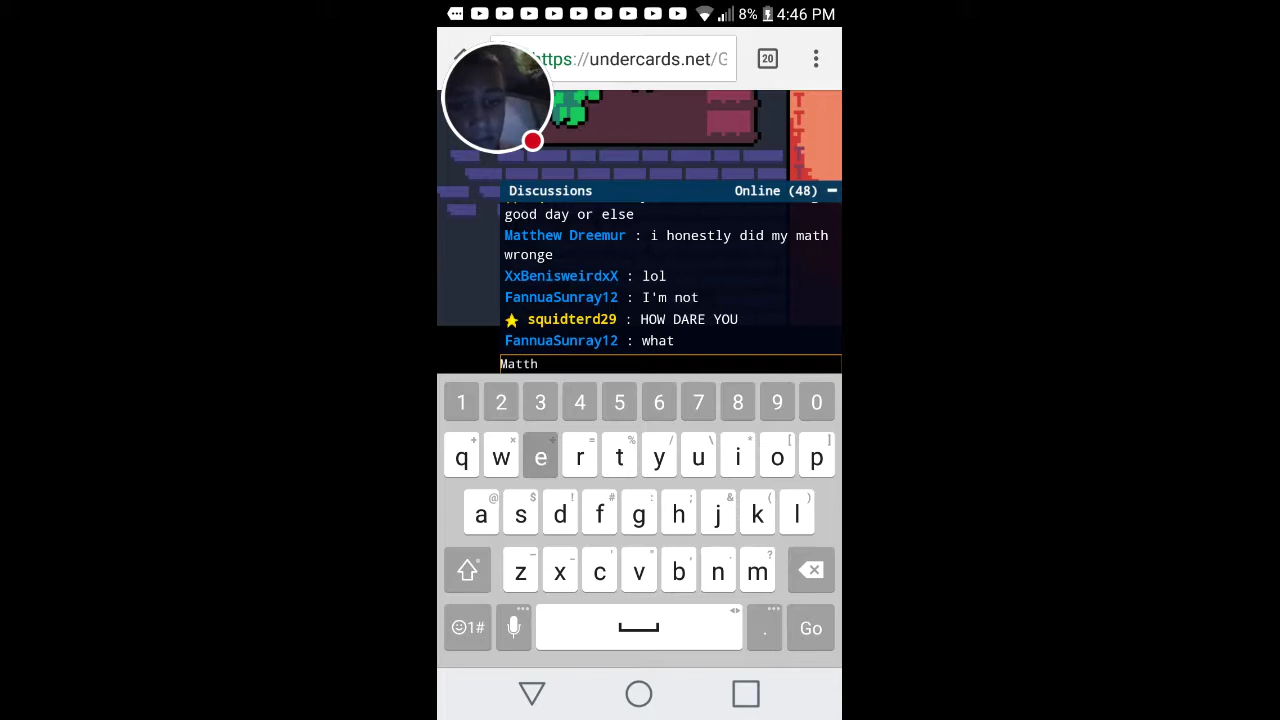 8% 4:46 PM
https://undercards.net/G
20
Discussions Online (48)
good day or else
Matthew Dreemur : i honestly did my math
wronge
XxBenisweirdxX : lol
FannuaSunray12 : I'm not
squidterd29 : HOW DARE YOU
FannuaSunray12 : what
Matth
1 2 3 4 5 6 7 8 9 0
q w e r t y u i o p
a s d f g h j k l
z x c v b n m
1# . Go